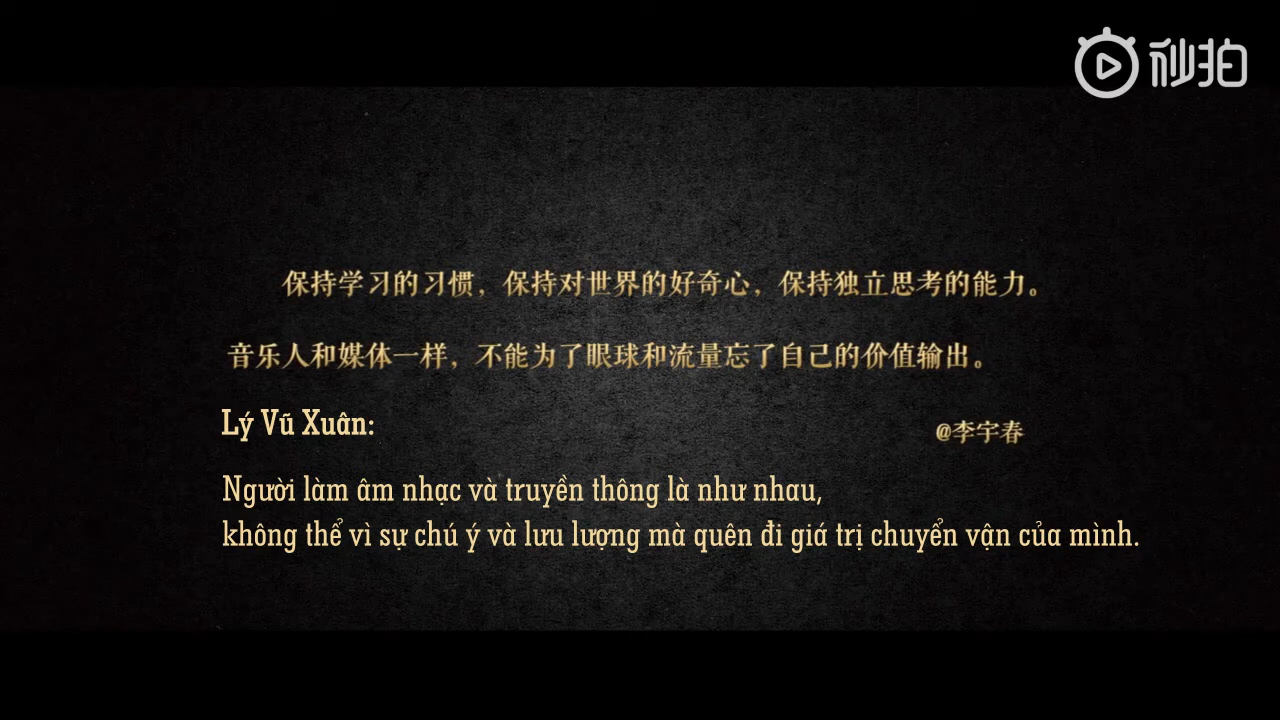 秒拍
保持学习的习惯，保持对世界的好奇心，保持独立思考的能力。
音乐人和媒体一样，不能为了眼球和流量忘了自己的价值输出。
Lý Vũ Xuân:
@李宇春
Người làm âm nhạc và truyền thông là như nhau,
không thể vì sự chú ý và lưu lượng mà quên đi giá trị chuyển vận của mình.